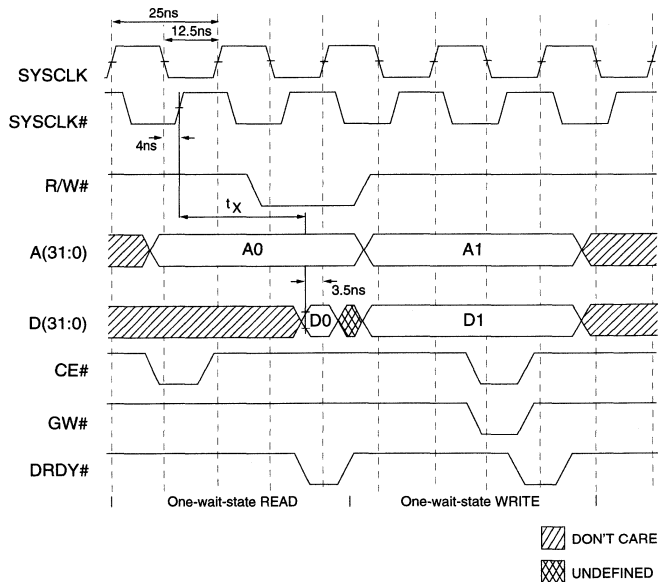 25ns
12.5ns
SYSCLK
SYSCLK#
4ns
R/W#
tX
A(31:0) A0 A1
3.5ns
D(31:0) D0 D1
CE#
GW#
DRDY#
One-wait-state READ One-wait-state WRITE
DON'T CARE
UNDEFINED